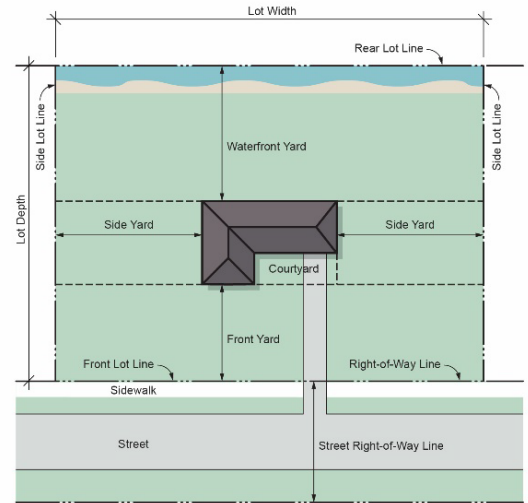 Lot Width
Rear Lot Line
Side Lot Line
Side Lot Line
Waterfront Yard
Lot Depth
Side Yard
Side Yard
Courtyard
Front Yard
Front Lot Line
Right-of-Way Line
Sidewalk
Street
Street Right-of-Way Line